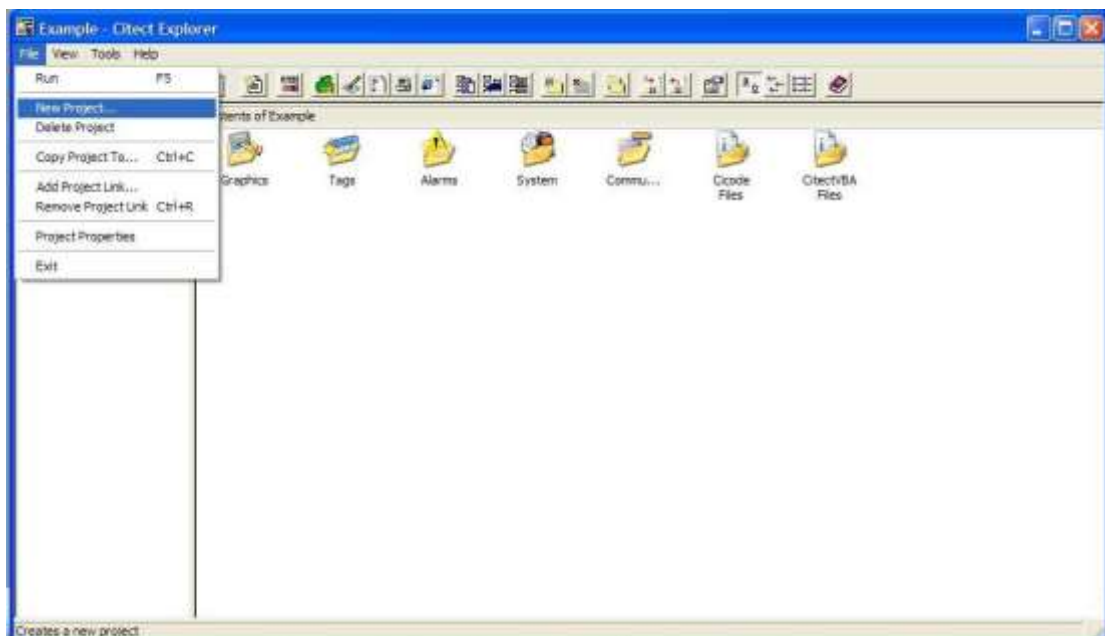 Example - Citect Explorer
File View Tools Help
Run F5
New Project...
Delete Project
Copy Project To... Ctrl+C
Add Project Link...
Remove Project Link Ctrl+R
Project Properties
Exit
tents of Example
Graphics Tags Alarms System Commu... Cicode Files CitectVBA Files
Creates a new project